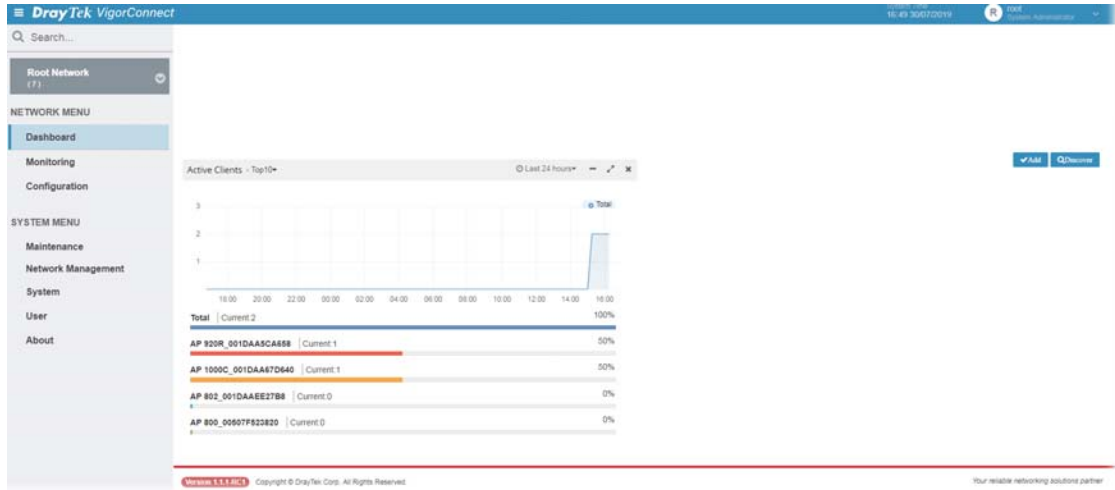 DrayTek VigorConnect
System Time
16:49 30/07/2019
R
root
System Administrator
Search...
Root Network
( 7 )
NETWORK MENU
Dashboard
Monitoring
Configuration
SYSTEM MENU
Maintenance
Network Management
System
User
About
Add
Discover
Active Clients - Top10
Last 24 hours
Total
3
2
1
18:00 20:00 22:00 00:00 02:00 04:00 06:00 08:00 10:00 12:00 14:00 16:00
Total Current:2 100%
AP 920R_001DAA5CA658 Current:1 50%
AP 1000C_001DAA67D640 Current:1 50%
AP 802_001DAAEE27B8 Current:0 0%
AP 800_00507F523820 Current:0 0%
Version 1.1.1-RC1 Copyright © DrayTek Corp. All Rights Reserved.
Your reliable networking solutions partner